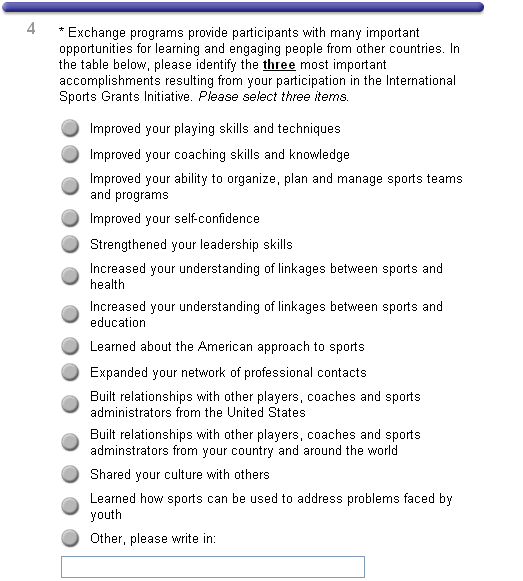 4
* Exchange programs provide participants with many important
opportunities for learning and engaging people from other countries. In
the table below, please identify the three most important
accomplishments resulting from your participation in the International
Sports Grants Initiative. Please select three items.
Improved your playing skills and techniques
Improved your coaching skills and knowledge
Improved your ability to organize, plan and manage sports teams
and programs
Improved your self-confidence
Strengthened your leadership skills
Increased your understanding of linkages between sports and
health
Increased your understanding of linkages between sports and
education
Learned about the American approach to sports
Expanded your network of professional contacts
Built relationships with other players, coaches and sports
administrators from the United States
Built relationships with other players, coaches and sports
adminstrators from your country and around the world
Shared your culture with others
Learned how sports can be used to address problems faced by
youth
Other, please write in: